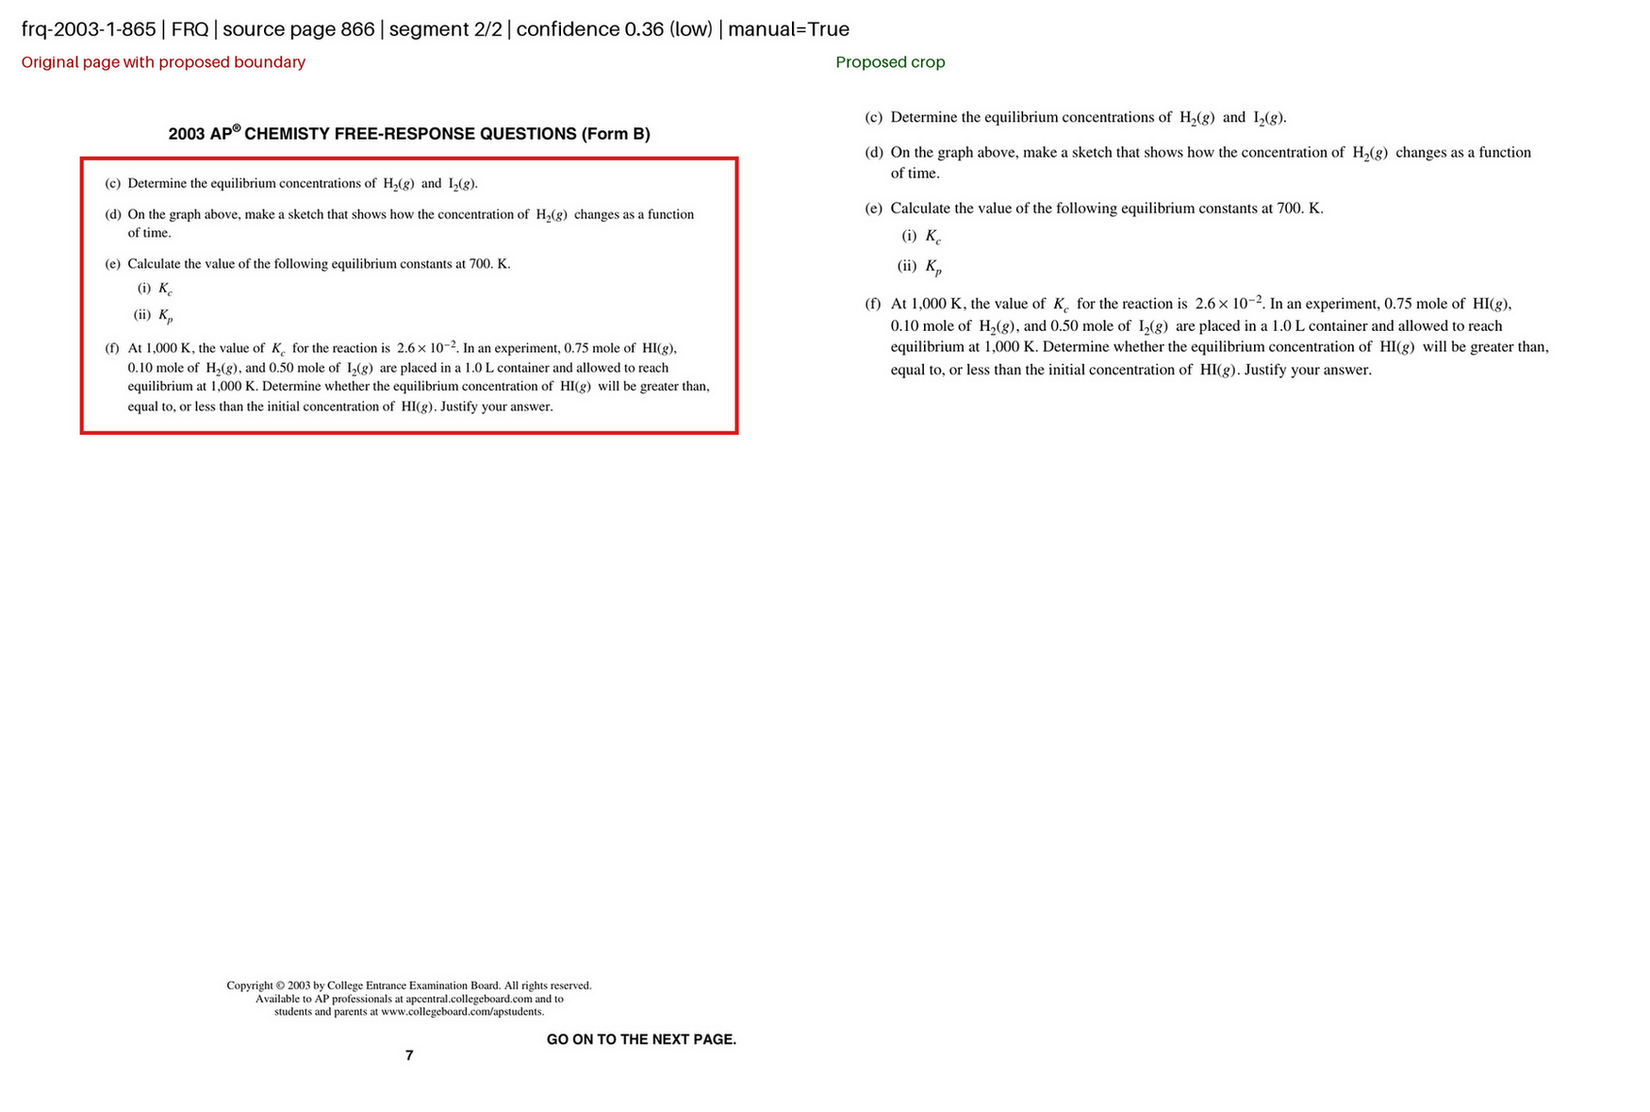 frq-2003-1-865 | FRQ | source page 866 | segment 2/2 | confidence 0.36 (low) | manual=True
Original page with proposed boundary
2003 AP® CHEMISTY FREE-RESPONSE QUESTIONS (Form B)
(c) Determine the equilibrium concentrations of H₂(g) and I₂(g).
(d) On the graph above, make a sketch that shows how the concentration of H₂(g) changes as a function
of time.
(e) Calculate the value of the following equilibrium constants at 700. K.
(i) K_c
(ii) K_p
(f) At 1,000 K, the value of K_c for the reaction is 2.6 × 10⁻². In an experiment, 0.75 mole of HI(g),
0.10 mole of H₂(g), and 0.50 mole of I₂(g) are placed in a 1.0 L container and allowed to reach
equilibrium at 1,000 K. Determine whether the equilibrium concentration of HI(g) will be greater than,
equal to, or less than the initial concentration of HI(g). Justify your answer.
Copyright © 2003 by College Entrance Examination Board. All rights reserved.
Available to AP professionals at apcentral.collegeboard.com and to
students and parents at www.collegeboard.com/apstudents.
GO ON TO THE NEXT PAGE.
7
Proposed crop
(c) Determine the equilibrium concentrations of H₂(g) and I₂(g).
(d) On the graph above, make a sketch that shows how the concentration of H₂(g) changes as a function
of time.
(e) Calculate the value of the following equilibrium constants at 700. K.
(i) K_c
(ii) K_p
(f) At 1,000 K, the value of K_c for the reaction is 2.6 × 10⁻². In an experiment, 0.75 mole of HI(g),
0.10 mole of H₂(g), and 0.50 mole of I₂(g) are placed in a 1.0 L container and allowed to reach
equilibrium at 1,000 K. Determine whether the equilibrium concentration of HI(g) will be greater than,
equal to, or less than the initial concentration of HI(g). Justify your answer.